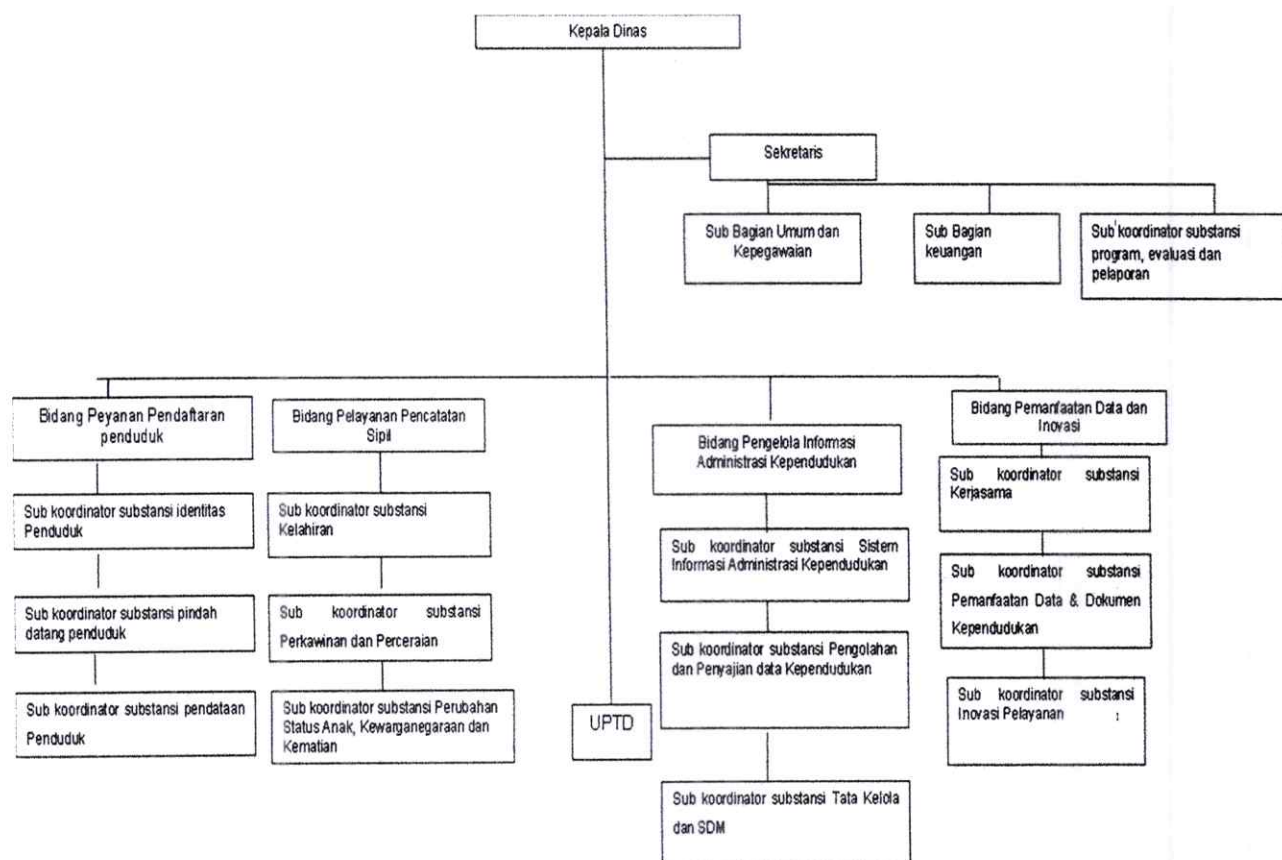 Kepala Dinas
Sekretaris
Sub Bagian Umum dan
Kepegawaian
Sub Bagian
keuangan
Sub koordinator substansi
program, evaluasi dan
pelaporan
Bidang Peyanan Pendaftaran
penduduk
Sub koordinator substansi identitas
Penduduk
Sub koordinator substansi pindah
datang penduduk
Sub koordinator substansi pendataan
Penduduk
Bidang Pelayanan Pencatatan
Sipil
Sub koordinator substansi
Kelahiran
Sub koordinator substansi
Perkawinan dan Perceraian
Sub koordinator substansi Perubahan
Status Anak, Kewarganegaraan dan
Kematian
UPTD
Bidang Pengelola Informasi
Administrasi Kependudukan
Sub koordinator substansi Sistem
Informasi Administrasi Kependudukan
Sub koordinator substansi Pengolahan
dan Penyajian data Kependudukan
Sub koordinator substansi Tata Kelola
dan SDM
Bidang Pemanfaatan Data dan
Inovasi
Sub koordinator substansi
Kerjasama
Sub koordinator substansi
Pemanfaatan Data & Dokumen
Kependudukan
Sub koordinator substansi
Inovasi Pelayanan